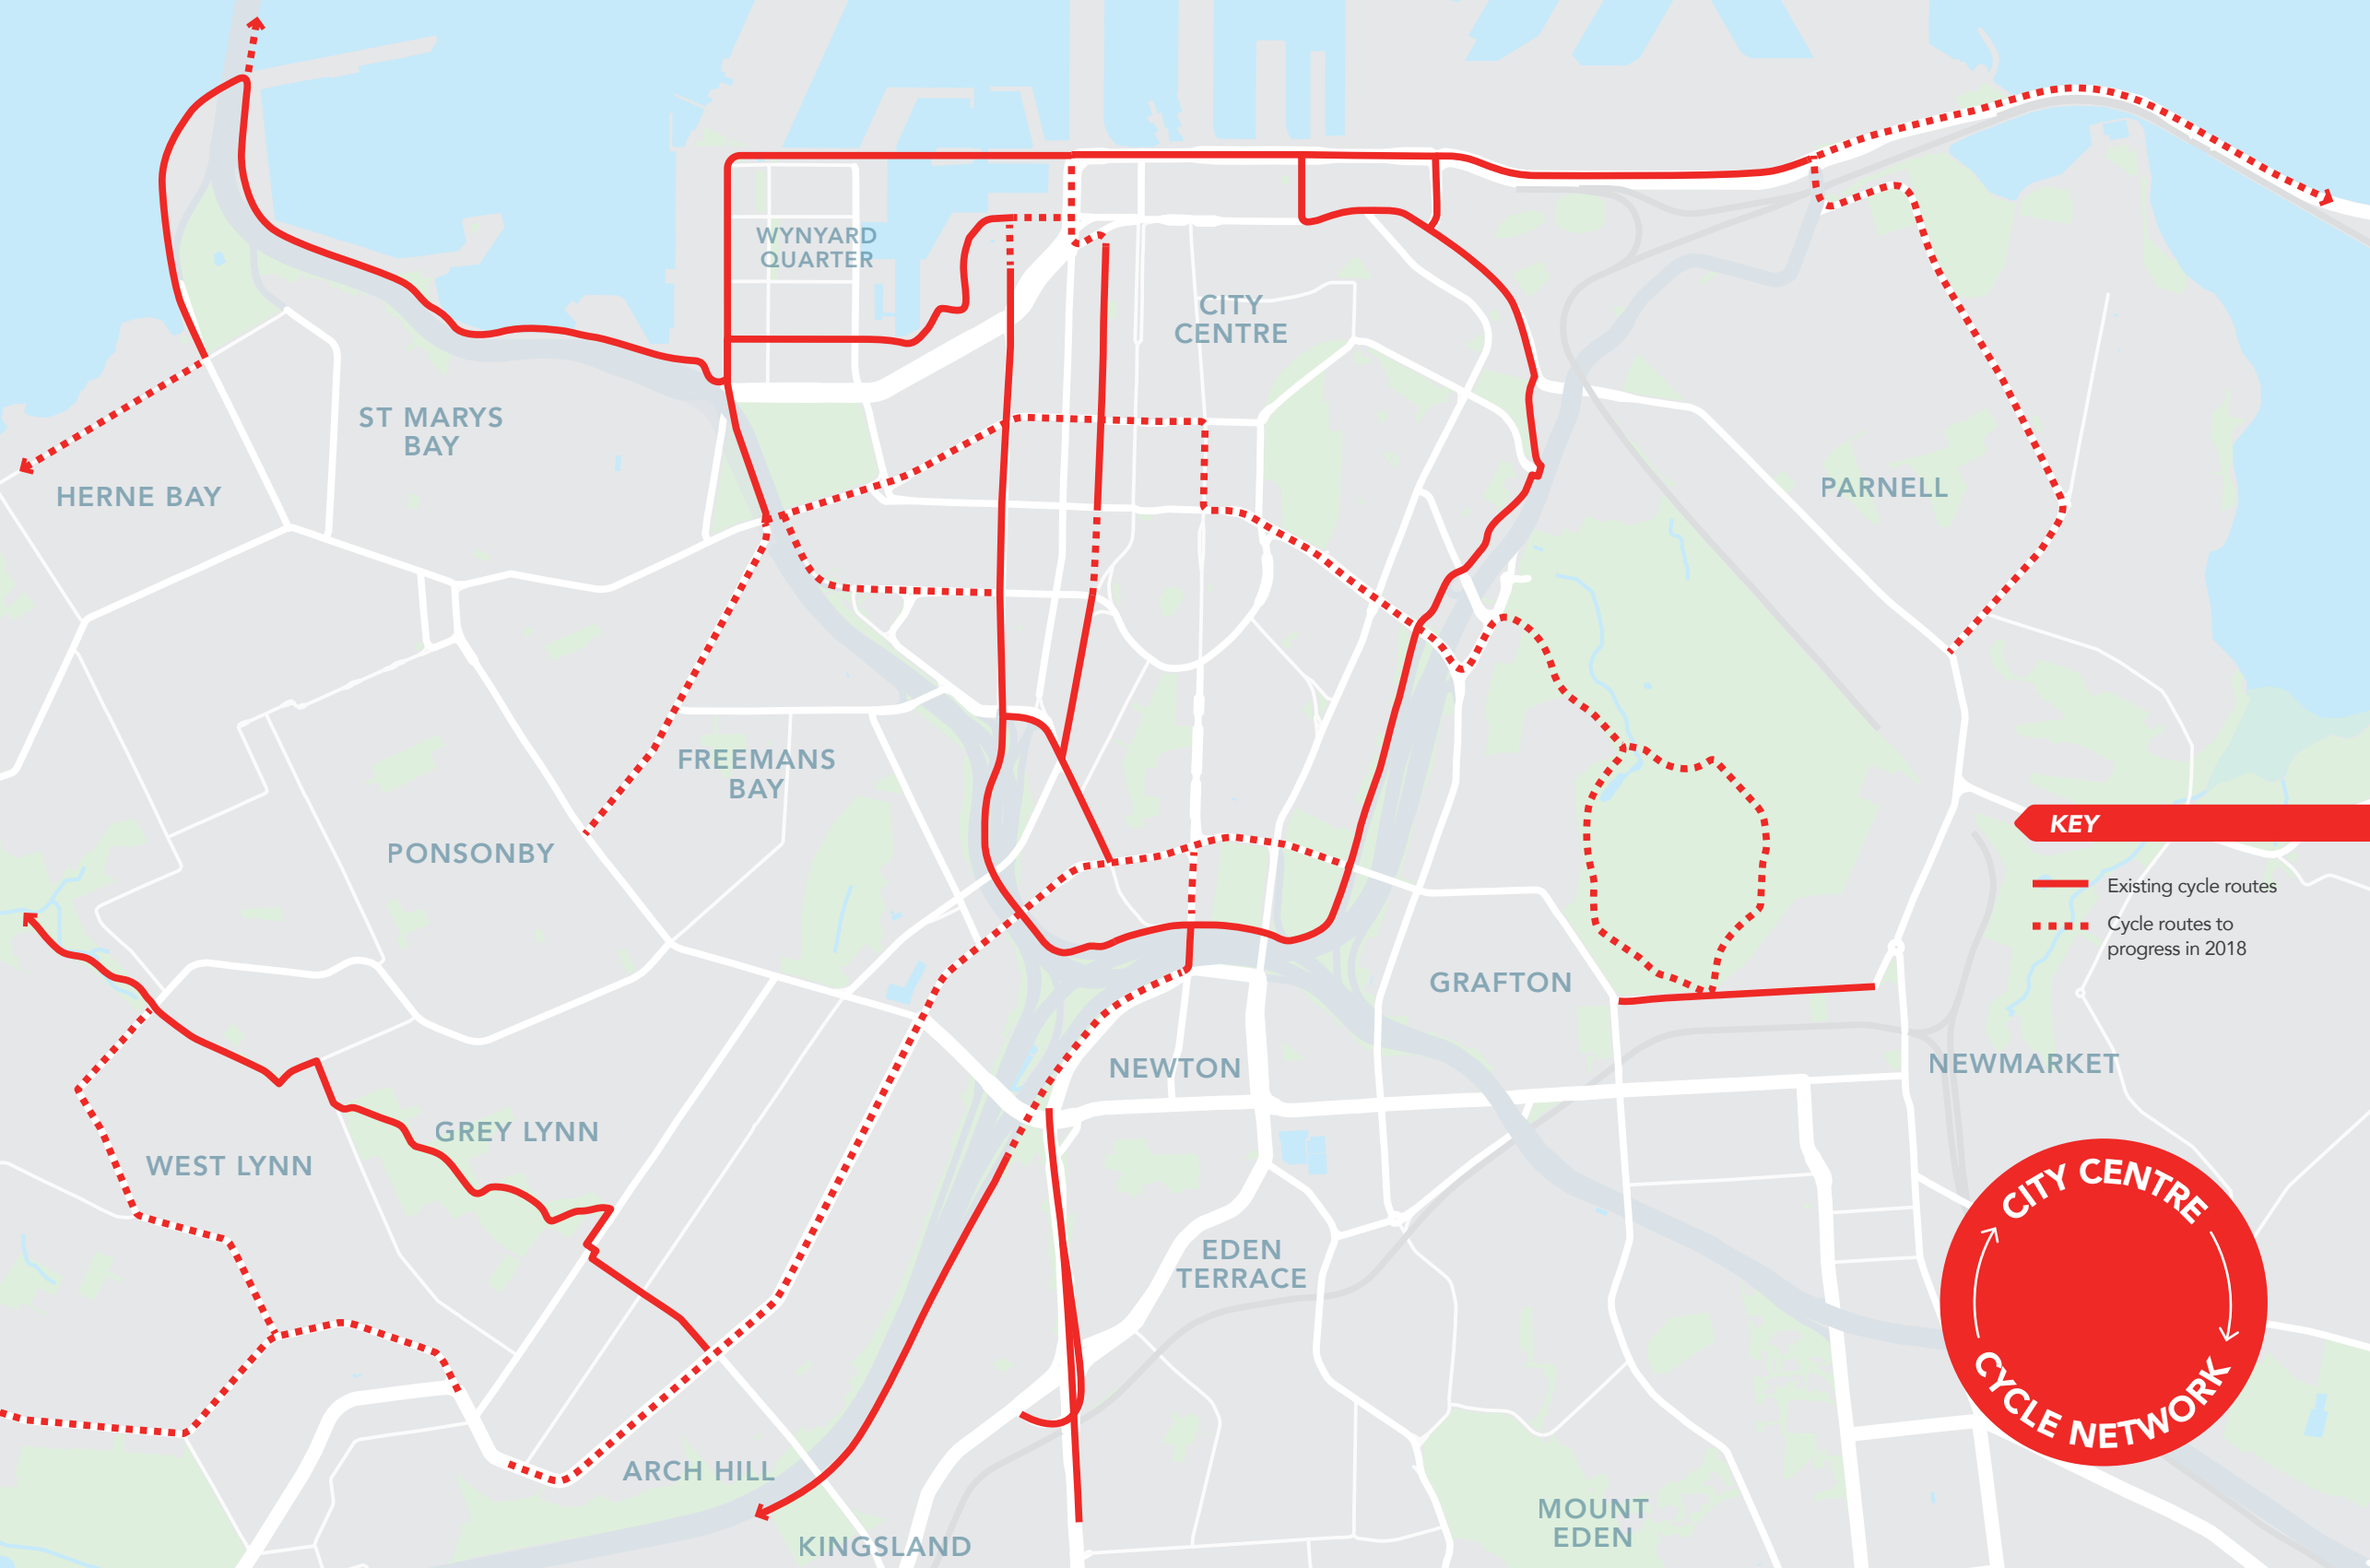 WYNYARD
QUARTER
CITY
CENTRE
ST MARYS
BAY
HERNE BAY
PARNELL
FREEMANS
BAY
PONSONBY
KEY
Existing cycle routes
Cycle routes to
progress in 2018
GRAFTON
NEWTON
NEWMARKET
GREY LYNN
WEST LYNN
EDEN
TERRACE
CITY CENTRE
CYCLE NETWORK
ARCH HILL
MOUNT
EDEN
KINGSLAND